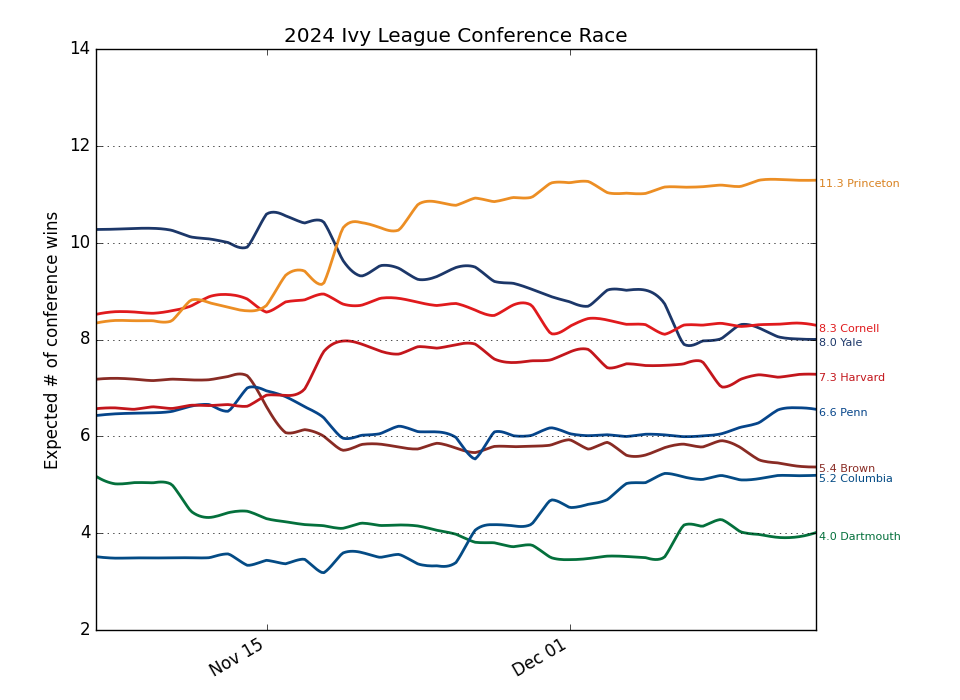 2024 Ivy League Conference Race
Expected # of conference wins
14
12
10
8
6
4
2
Nov 15
Dec 01
11.3 Princeton
8.3 Cornell
8.0 Yale
7.3 Harvard
6.6 Penn
5.4 Brown
5.2 Columbia
4.0 Dartmouth